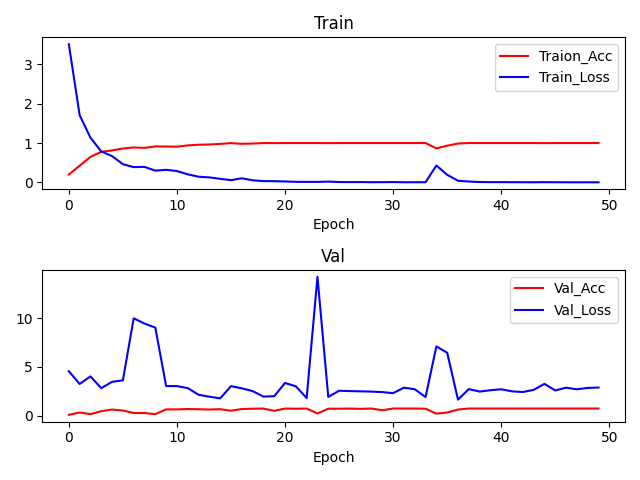 Train
3
2
1
0
Traion_Acc
Train_Loss
0 10 20 30 40 50
Epoch
Val
10
5
0
Val_Acc
Val_Loss
0 10 20 30 40 50
Epoch